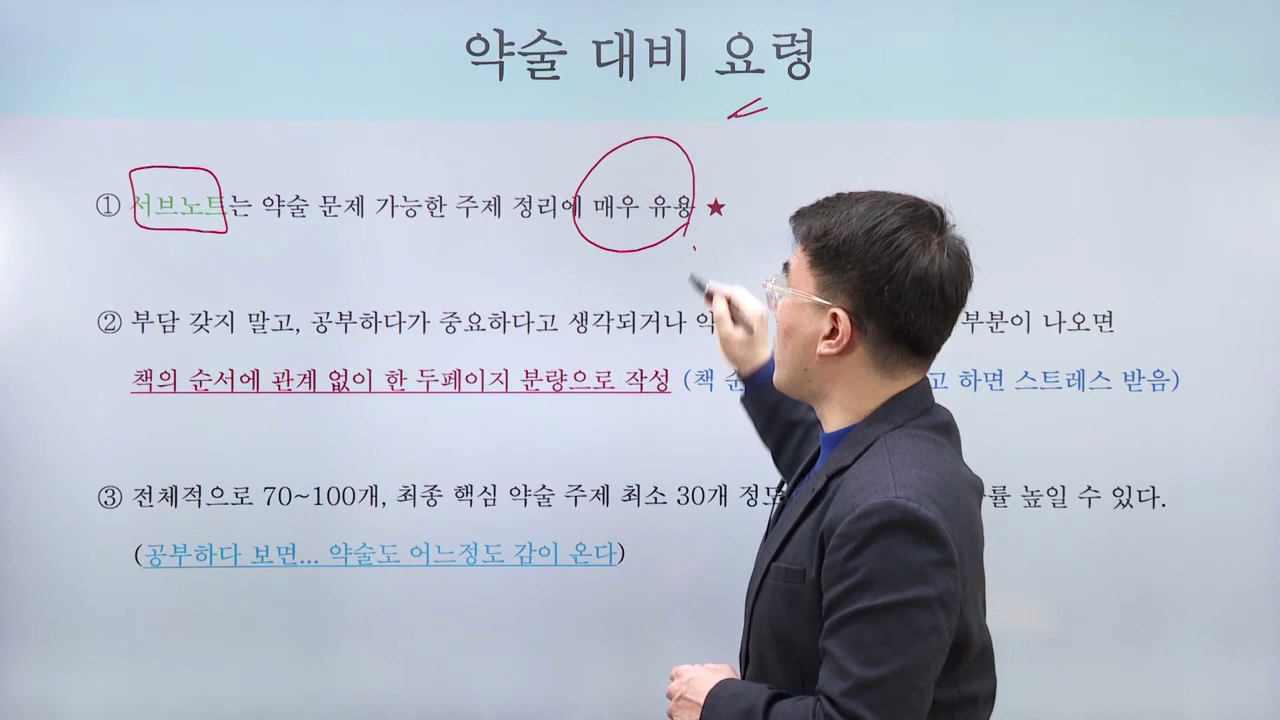 약술 대비 요령
① 서브노트는 약술 문제 가능한 주제 정리에 매우 유용 ★
② 부담 갖지 말고, 공부하다가 중요하다고 생각되거나 약 부분이 나오면
책의 순서에 관계 없이 한 두페이지 분량으로 작성 (책 고 하면 스트레스 받음)
③ 전체적으로 70~100개, 최종 핵심 약술 주제 최소 30개 높일 수 있다.
(공부하다 보면... 약술도 어느정도 감이 온다)